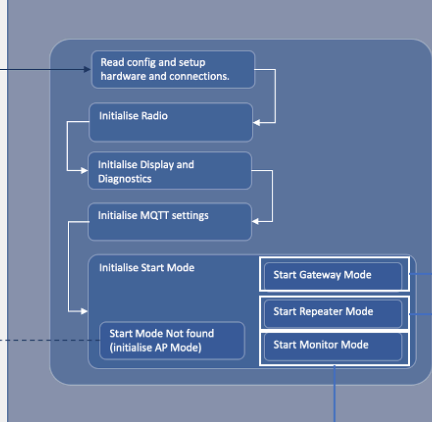 Read config and setup
hardware and connections.
Initialise Radio
Initialise Display and
Diagnostics
Initialise MQTT settings
Initialise Start Mode
Start Gateway Mode
Start Repeater Mode
Start Mode Not found
(initialise AP Mode)
Start Monitor Mode